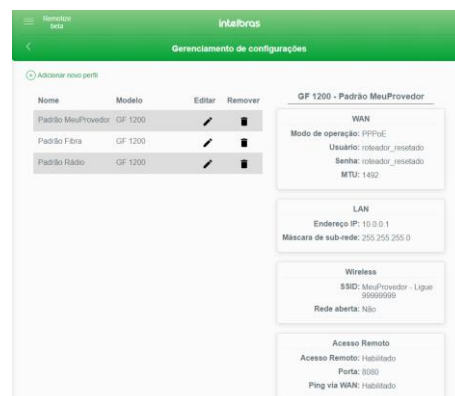 Remotize
beta
intelbras
Gerenciamento de configurações
Adicionar novo perfil
Nome Modelo Editar Remover
Padrão MeuProvedor GF 1200
Padrão Fibra GF 1200
Padrão Rádio GF 1200
GF 1200 - Padrão MeuProvedor
WAN
Modo de operação: PPPoE
Usuário: roteador_resetado
Senha: roteador_resetado
MTU: 1492
LAN
Endereço IP: 10.0.0.1
Máscara de sub-rede: 255.255.255.0
Wireless
SSID: MeuProvedor - Ligue
99999999
Rede aberta: Não
Acesso Remoto
Acesso Remoto: Habilitado
Porta: 8080
Ping via WAN: Habilitado